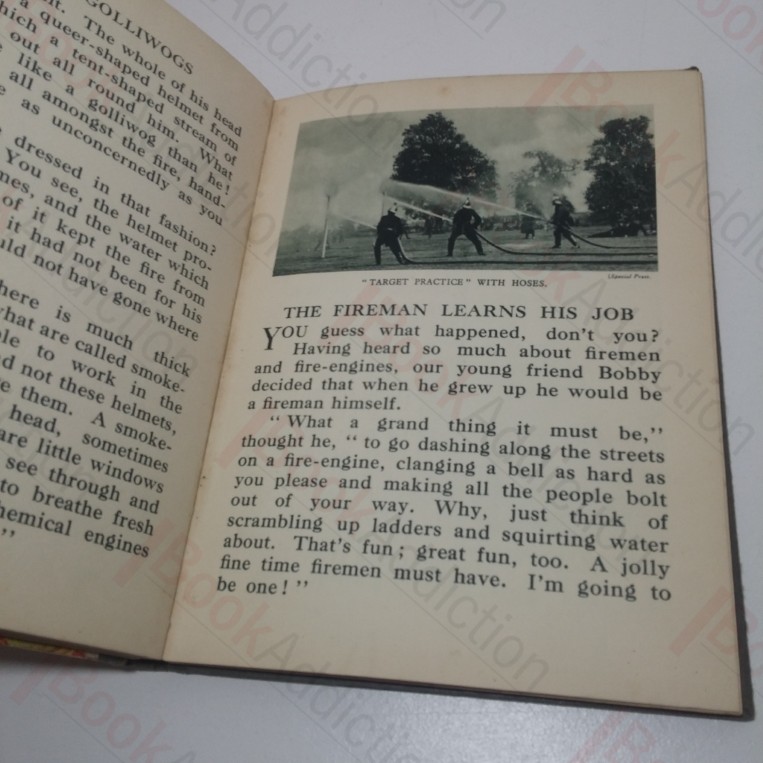 GOLLIWOGS
The whole of his head
a queer-shaped helmet from
which a tent-shaped stream of
out all round him. What
like a golliwog than he!
all amongst the fire, hand-
as unconcernedly as you
dressed in that fashion?
You see, the helmet pro-
and the water which
of it kept the fire from
it had not been for his
not have gone where
there is much thick
what are called smoke-
to work in the
not these helmets,
them. A smoke-
head, sometimes
are little windows
see through and
to breathe fresh
chemical engines
"TARGET PRACTICE" WITH HOSES.
THE FIREMAN LEARNS HIS JOB
YOU guess what happened, don't you?
Having heard so much about firemen
and fire-engines, our young friend Bobby
decided that when he grew up he would be
a fireman himself.
"What a grand thing it must be,"
thought he, "to go dashing along the streets
on a fire-engine, clanging a bell as hard as
you please and making all the people bolt
out of your way. Why, just think of
scrambling up ladders and squirting water
about. That's fun; great fun, too. A jolly
fine time firemen must have. I'm going to
be one!"
BookAddiction